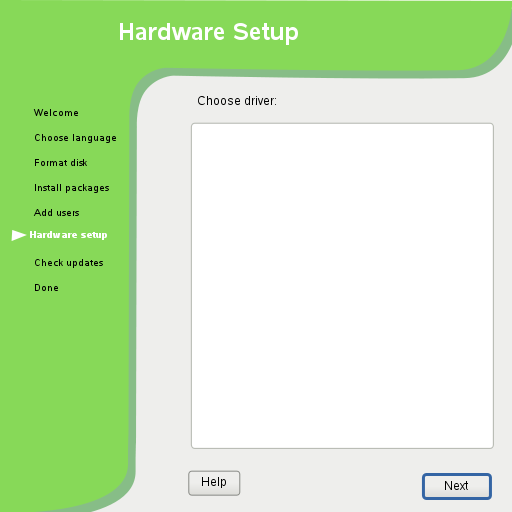 Hardware Setup
Choose driver:
Welcome
Choose language
Format disk
Install packages
Add users
Hardware setup
Check updates
Done
Help
Next